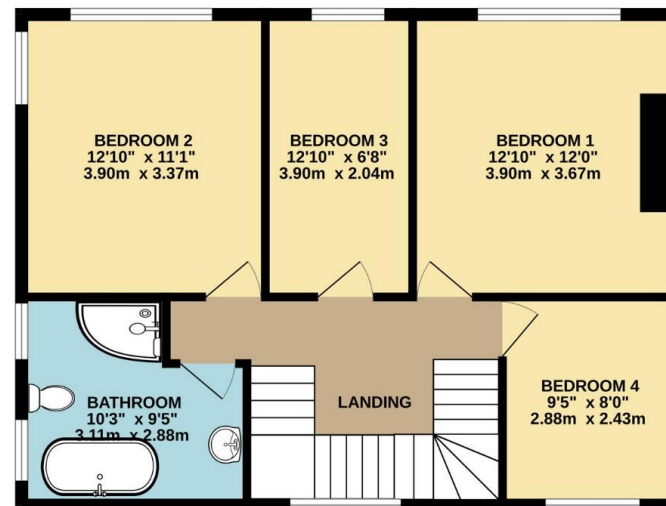 BEDROOM 2
12'10" x 11'1"
3.90m x 3.37m
BEDROOM 3
12'10" x 6'8"
3.90m x 2.04m
BEDROOM 1
12'10" x 12'0"
3.90m x 3.67m
BATHROOM
10'3" x 9'5"
3.11m x 2.88m
LANDING
BEDROOM 4
9'5" x 8'0"
2.88m x 2.43m